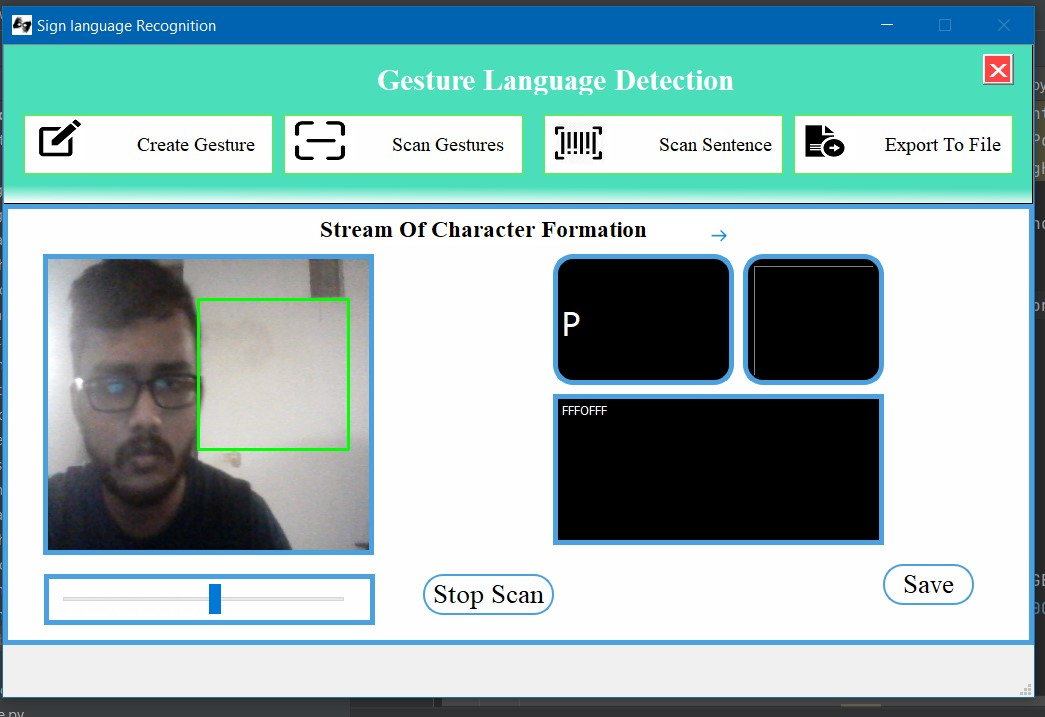 Sign language Recognition
Gesture Language Detection
Create Gesture
Scan Gestures
Scan Sentence
Export To File
Stream Of Character Formation
P
FFFOFFF
Stop Scan
Save